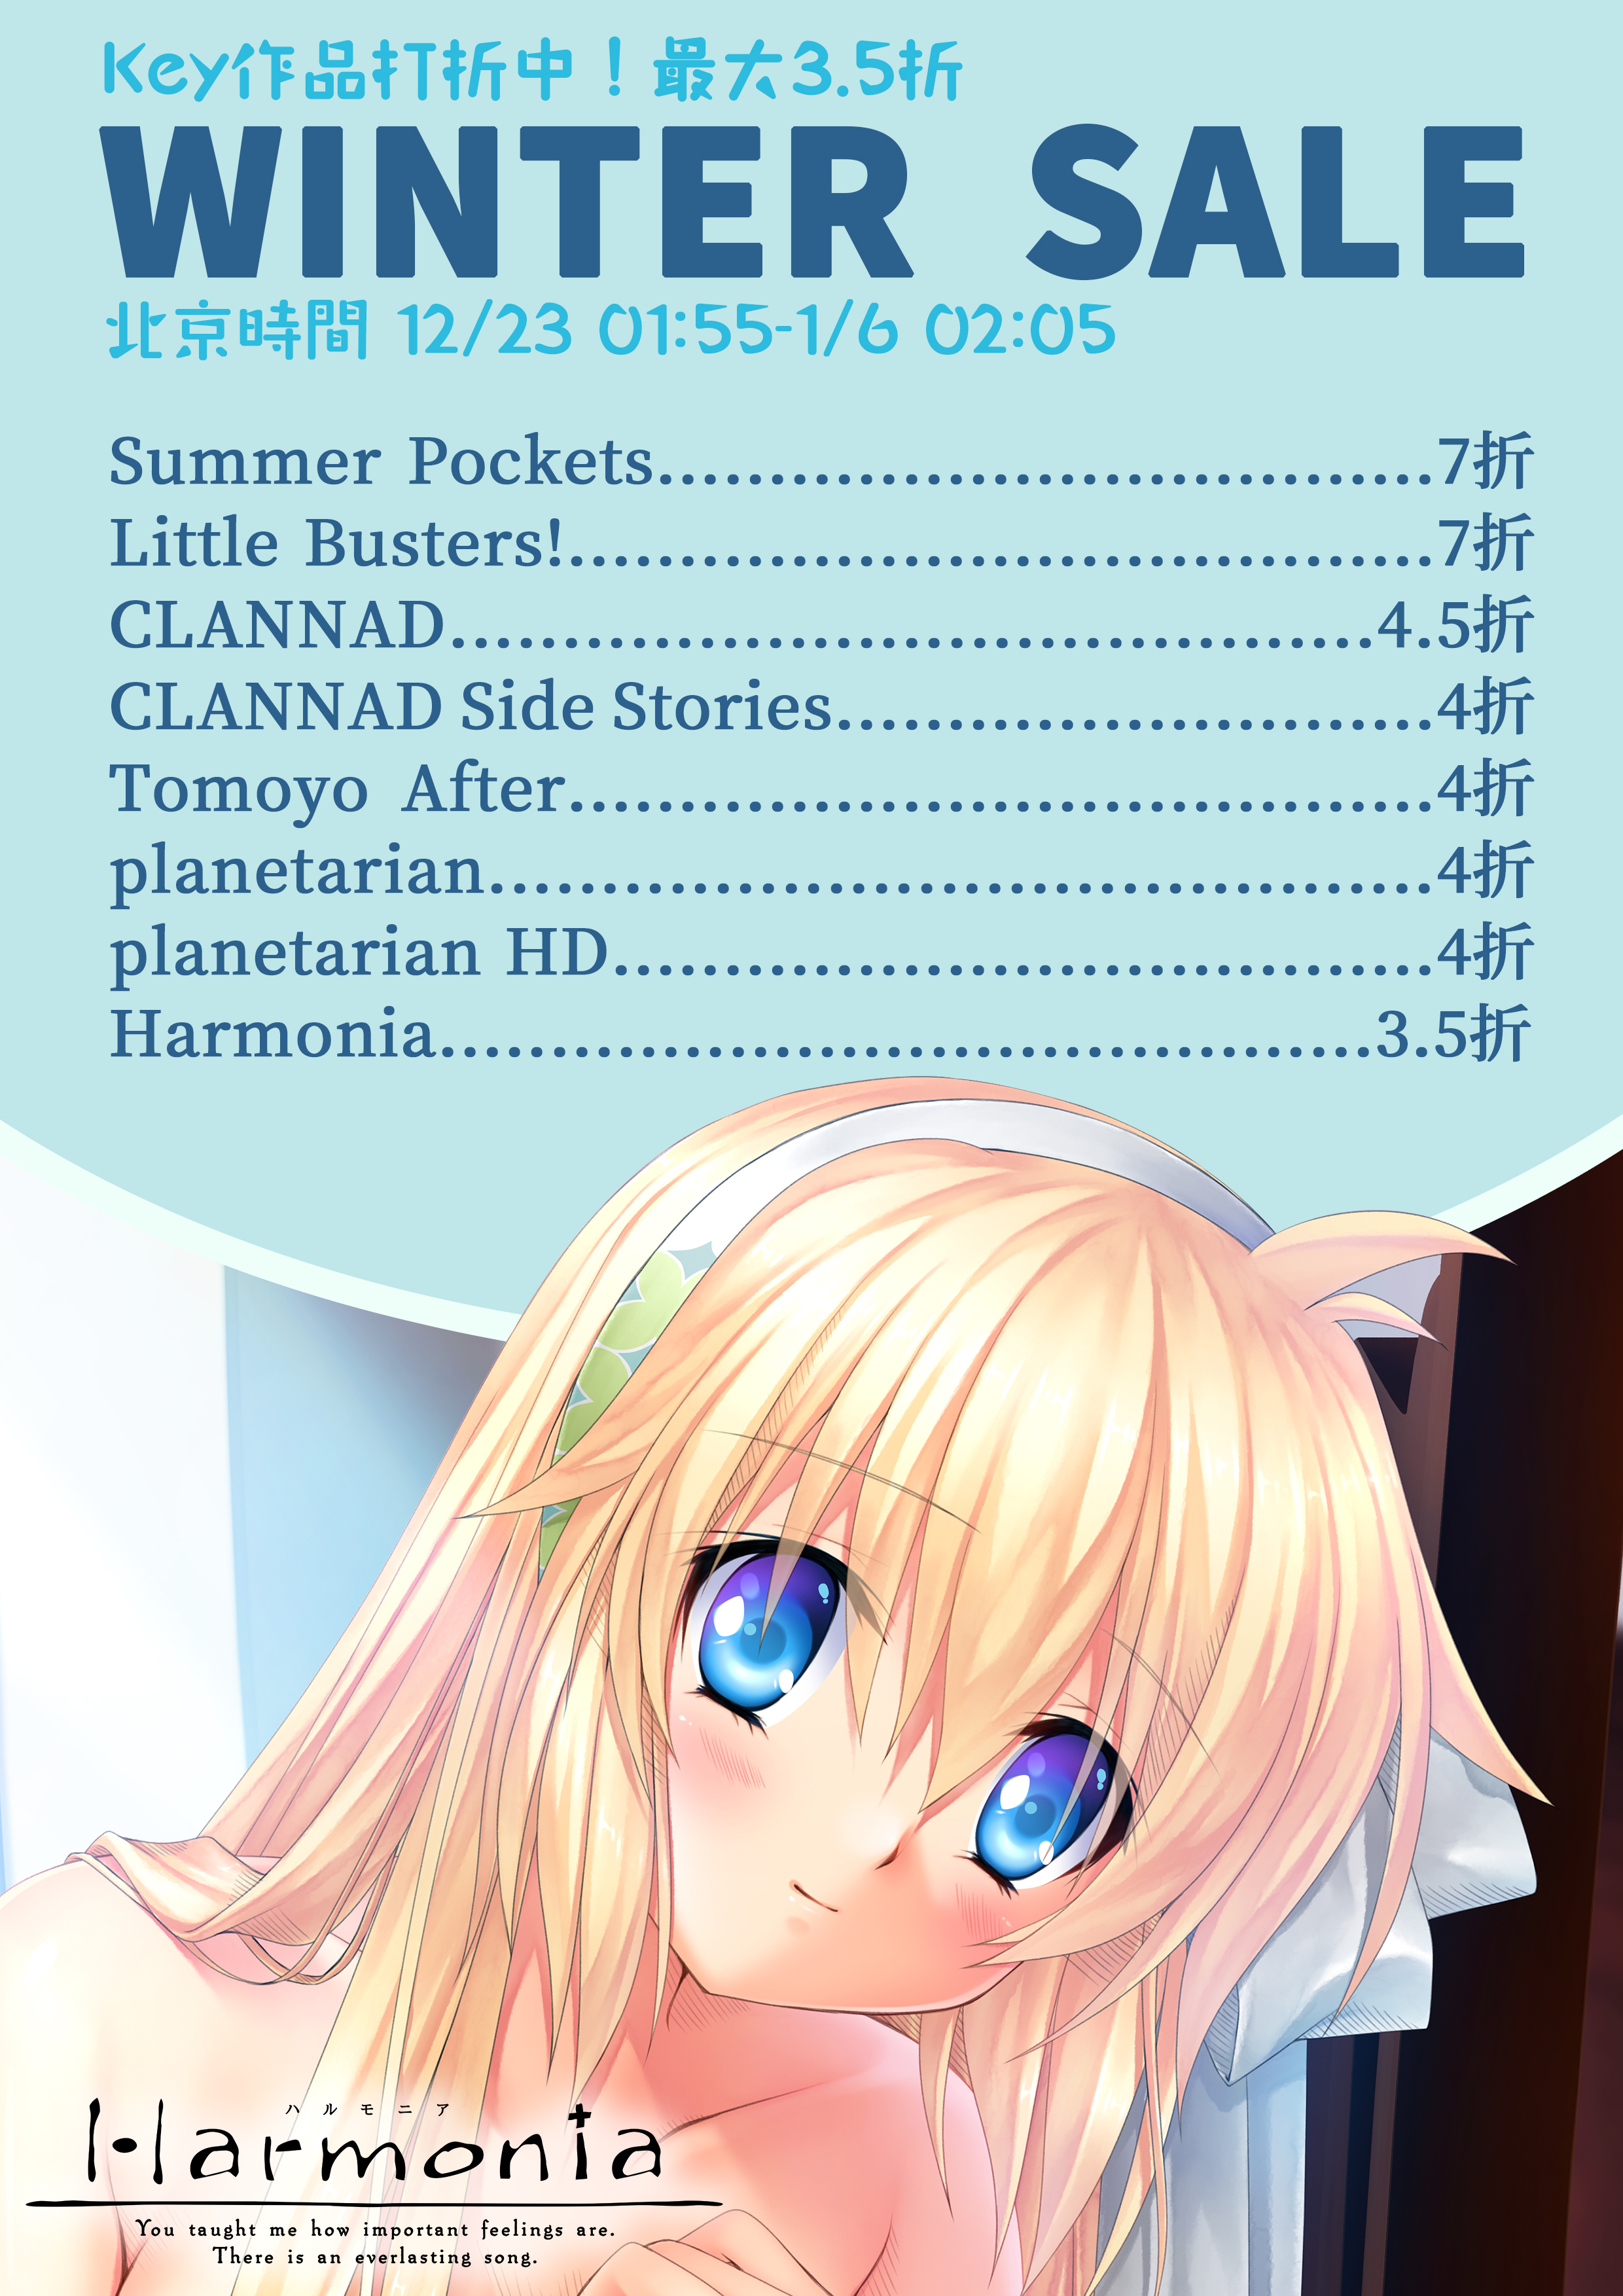 Key作品打折中！最大3.5折
WINTER SALE
北京時間 12/23 01:55-1/6 02:05
Summer Pockets..................................7折
Little Busters!.......................................7折
CLANNAD..........................................4.5折
CLANNAD Side Stories...........................4折
Tomoyo After.......................................4折
planetarian...........................................4折
planetarian HD.....................................4折
Harmonia..........................................3.5折
ハルモニア
Harmonia
You taught me how important feelings are.
There is an everlasting song.